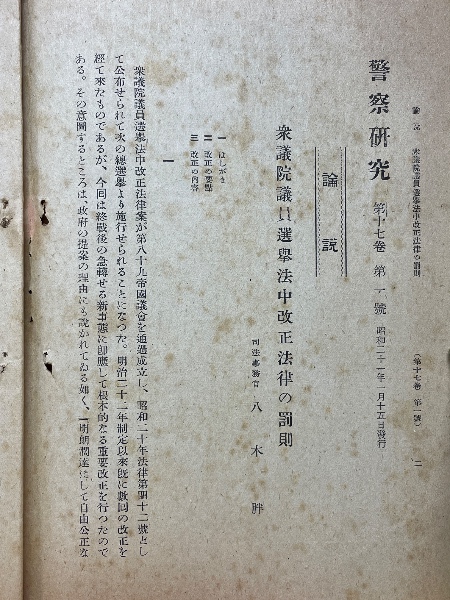 論説　衆議院議員選擧法中改正法律の罰則
（第十七卷　第一號）　二
警察硏究　第十七卷　第一號　昭和二十一年一月十五日發行
論說
衆議院議員選擧法中改正法律の罰則
司法事務官　八木胖
一　はしがき
二　改正の要點
三　改正の內容
一
衆議院議員選擧法中改正法律案が第八十九帝國議會を通過成立し、昭和二十年法律第四十二號とし
て公布せられて次の總選擧より施行せられることになつた。明治二十二年制定以來旣に數囘の改正を
經て來たものであるが、今囘は終戰後の急轉せる新事態に卽應して根本的なる重要改正を行つたので
ある。その意圖するところは、政府の提案の理由にも說かれてゐる如く、「明朗濶達にして自由公正な